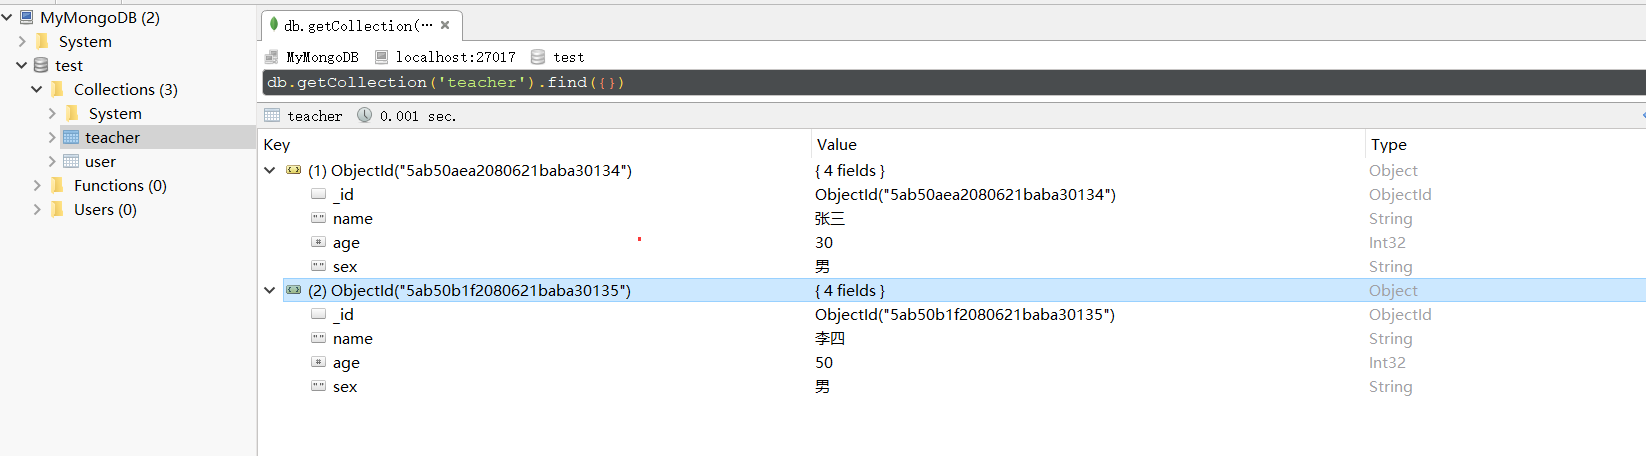 MyMongoDB (2)
System
test
Collections (3)
System
teacher
user
Functions (0)
Users (0)
db.getCollection(⋯ ×
MyMongoDB localhost:27017 test
db.getCollection('teacher').find({})
teacher 0.001 sec.
Key Value Type
(1) ObjectId("5ab50aea2080621baba30134") { 4 fields } Object
_id ObjectId("5ab50aea2080621baba30134") ObjectId
name 张三 String
age 30 Int32
sex 男 String
(2) ObjectId("5ab50b1f2080621baba30135") { 4 fields } Object
_id ObjectId("5ab50b1f2080621baba30135") ObjectId
name 李四 String
age 50 Int32
sex 男 String